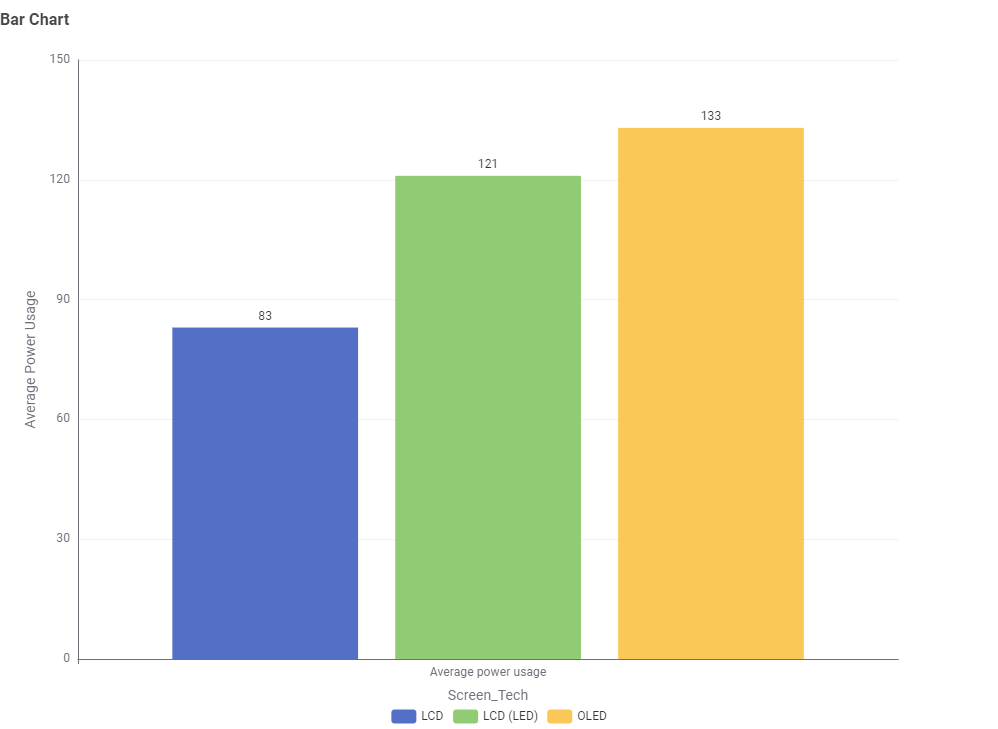 Bar Chart
150
120
90
60
30
0
Average Power Usage
83
121
133
Average power usage
Screen_Tech
LCD LCD (LED) OLED